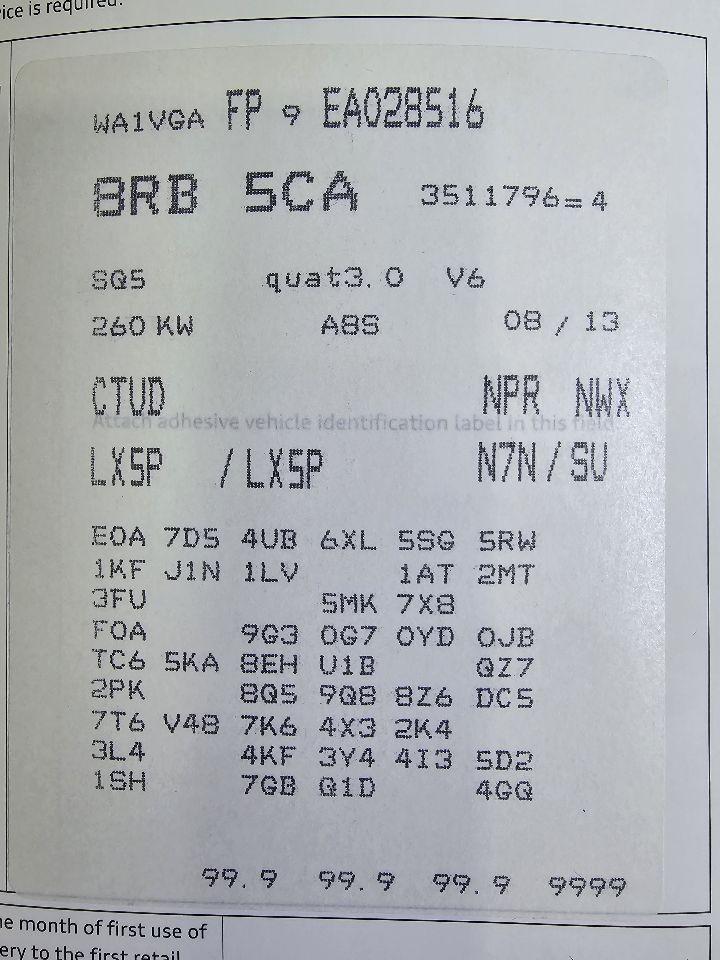 vice is required.
WA1VGA FP 9 EA028516
8RB 5CA 3511796=4
SQ5 quat3.0 V6
260 KW A8S 08 / 13
CTUD NPR NWX
Attach adhesive vehicle identification label in this field
LX5P / LX5P N7N / SU
E0A 7D5 4UB 6XL 5SG 5RW
1KF J1N 1LV 1AT 2MT
3FU 5MK 7X8
F0A 9G3 0G7 0YD 0JB
TC6 5KA 8EH U1B QZ7
2PK 8Q5 9Q8 8Z6 DC5
7T6 V48 7K6 4X3 2K4
3L4 4KF 3Y4 4I3 5D2
1SH 7GB Q1D 4GQ
99.9 99.9 99.9 9999
he month of first use of
ery to the first retail